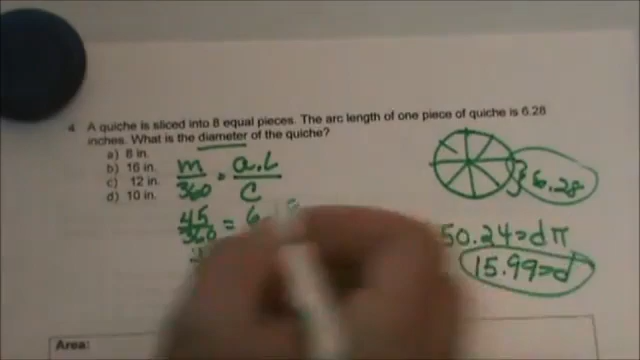 4. A quiche is sliced into 8 equal pieces. The arc length of one piece of quiche is 6.28
inches. What is the diameter of the quiche?
a) 8 in.
b) 16 in.
c) 12 in.
d) 10 in.
m/360 = a.L/C
45/360 = 6
6.28
50.24=dπ
15.99=d
Area: